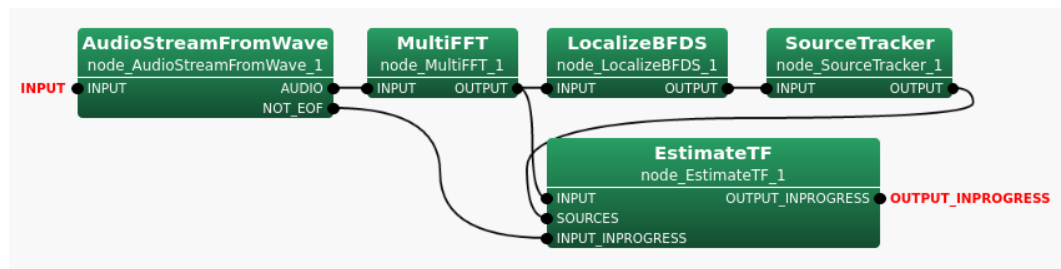 AudioStreamFromWave
node_AudioStreamFromWave_1
INPUT
INPUT
AUDIO
NOT_EOF
MultiFFT
node_MultiFFT_1
INPUT
OUTPUT
LocalizeBFDS
node_LocalizeBFDS_1
INPUT
OUTPUT
SourceTracker
node_SourceTracker_1
INPUT
OUTPUT
EstimateTF
node_EstimateTF_1
INPUT
OUTPUT_INPROGRESS
OUTPUT_INPROGRESS
SOURCES
INPUT_INPROGRESS